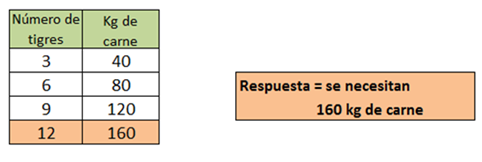 Número de tigres Kg de carne
3 40
6 80
9 120
12 160
Respuesta = se necesitan
160 kg de carne